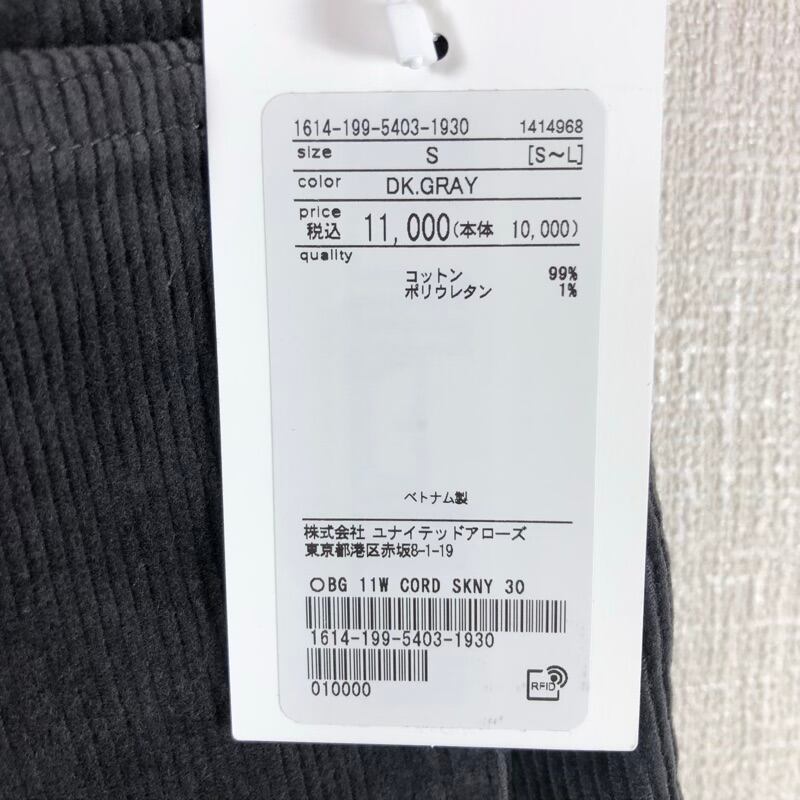 1614-199-5403-1930 1414968
size S [S~L]
color DK.GRAY
price
税込 11,000(本体 10,000)
quality
コットン 99%
ポリウレタン 1%
ベトナム製
株式会社 ユナイテッドアローズ
東京都港区赤坂8-1-19
○BG 11W CORD SKNY 30
1614-199-5403-1930
010000
RFID